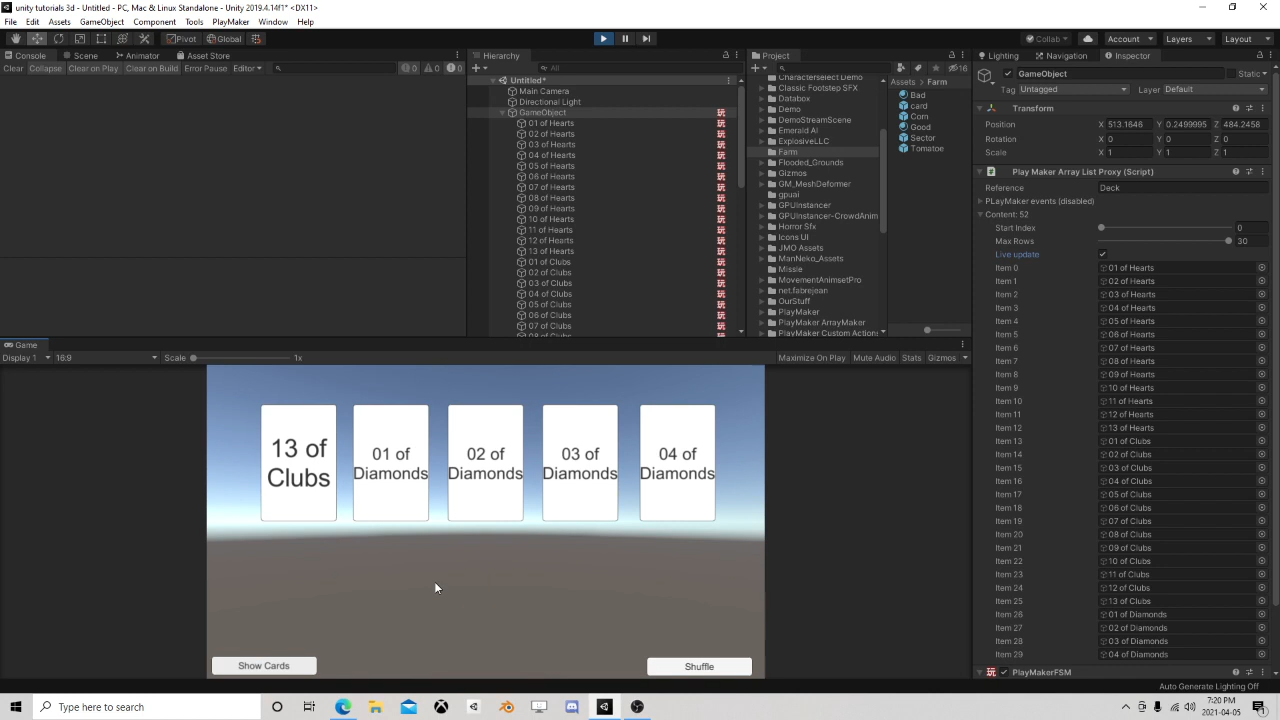 unity tutorials 3d - Untitled - PC, Mac & Linux Standalone - Unity 2019.4.14f1* <DX11>
File Edit Assets GameObject Component Tools PlayMaker Window Help
Pivot Global Collab Account Layers Layout
Console Scene Animator Asset Store
Clear Collapse Clear on Play Clear on Build Error Pause Editor 0 0 0
Hierarchy
All
Untitled*
Main Camera
Directional Light
GameObject
01 of Hearts
02 of Hearts
03 of Hearts
04 of Hearts
05 of Hearts
06 of Hearts
07 of Hearts
08 of Hearts
09 of Hearts
10 of Hearts
11 of Hearts
12 of Hearts
13 of Hearts
01 of Clubs
02 of Clubs
03 of Clubs
04 of Clubs
05 of Clubs
06 of Clubs
07 of Clubs
08 of Clubs
Project
16
Characterselect Demo
Classic Footstep SFX
Databox
Demo
DemoStreamScene
Emerald AI
ExplosiveLLC
Farm
Flooded_Grounds
Gizmos
GM_MeshDeformer
gpuai
GPUInstancer
GPUInstancer-CrowdAnim
Horror Sfx
Icons UI
JMO Assets
ManNeko_Assets
Missle
MovementAnimsetPro
net.fabrejean
OurStuff
PlayMaker
PlayMaker ArrayMaker
PlayMaker Custom Actions
Assets Farm
Bad
card
Corn
Good
Sector
Tomatoe
Lighting Navigation Inspector
GameObject Static
Tag Untagged Layer Default
Transform
Position X 513.1646 Y 0.2499995 Z 484.2458
Rotation X 0 Y 0 Z 0
Scale X 1 Y 1 Z 1
Play Maker Array List Proxy (Script)
Reference Deck
PLayMaker events (disabled)
Content: 52
Start Index 0
Max Rows 30
Live update
Item 0 01 of Hearts
Item 1 02 of Hearts
Item 2 03 of Hearts
Item 3 04 of Hearts
Item 4 05 of Hearts
Item 5 06 of Hearts
Item 6 07 of Hearts
Item 7 08 of Hearts
Item 8 09 of Hearts
Item 9 10 of Hearts
Item 10 11 of Hearts
Item 11 12 of Hearts
Item 12 13 of Hearts
Item 13 01 of Clubs
Item 14 02 of Clubs
Item 15 03 of Clubs
Item 16 04 of Clubs
Item 17 05 of Clubs
Item 18 06 of Clubs
Item 19 07 of Clubs
Item 20 08 of Clubs
Item 21 09 of Clubs
Item 22 10 of Clubs
Item 23 11 of Clubs
Item 24 12 of Clubs
Item 25 13 of Clubs
Item 26 01 of Diamonds
Item 27 02 of Diamonds
Item 28 03 of Diamonds
Item 29 04 of Diamonds
PlayMakerFSM
Auto Generate Lighting Off
Game
Display 1 16:9 Scale 1x Maximize On Play Mute Audio Stats Gizmos
13 of
Clubs
01 of
Diamonds
02 of
Diamonds
03 of
Diamonds
04 of
Diamonds
Show Cards
Shuffle
Type here to search
7:20 PM
2021-04-05